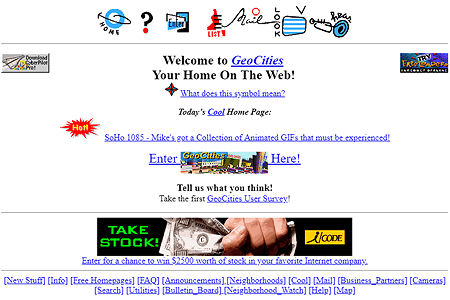 HOME ? Enter LIST! Mail LOOK
Download
CyberPilot
Pro!
TRY
Welcome to GeoCities
Your Home On The Web!
What does this symbol mean?
Today's Cool Home Page:
Hot! SoHo 1085 - Mike's got a Collection of Animated GIFs that must be experienced!
Enter GeoCities Here!
Tell us what you think!
Take the first GeoCities User Survey!
TAKE
STOCK!
iCODE
Enter for a chance to win $2500 worth of stock in your favorite Internet company.
[New Stuff] [Info] [Free Homepages] [FAQ] [Announcements] [Neighborhoods] [Cool] [Mail] [Business_Partners] [Cameras]
[Search] [Utilities] [Bulletin_Board] [Neighborhood_Watch] [Help] [Map]